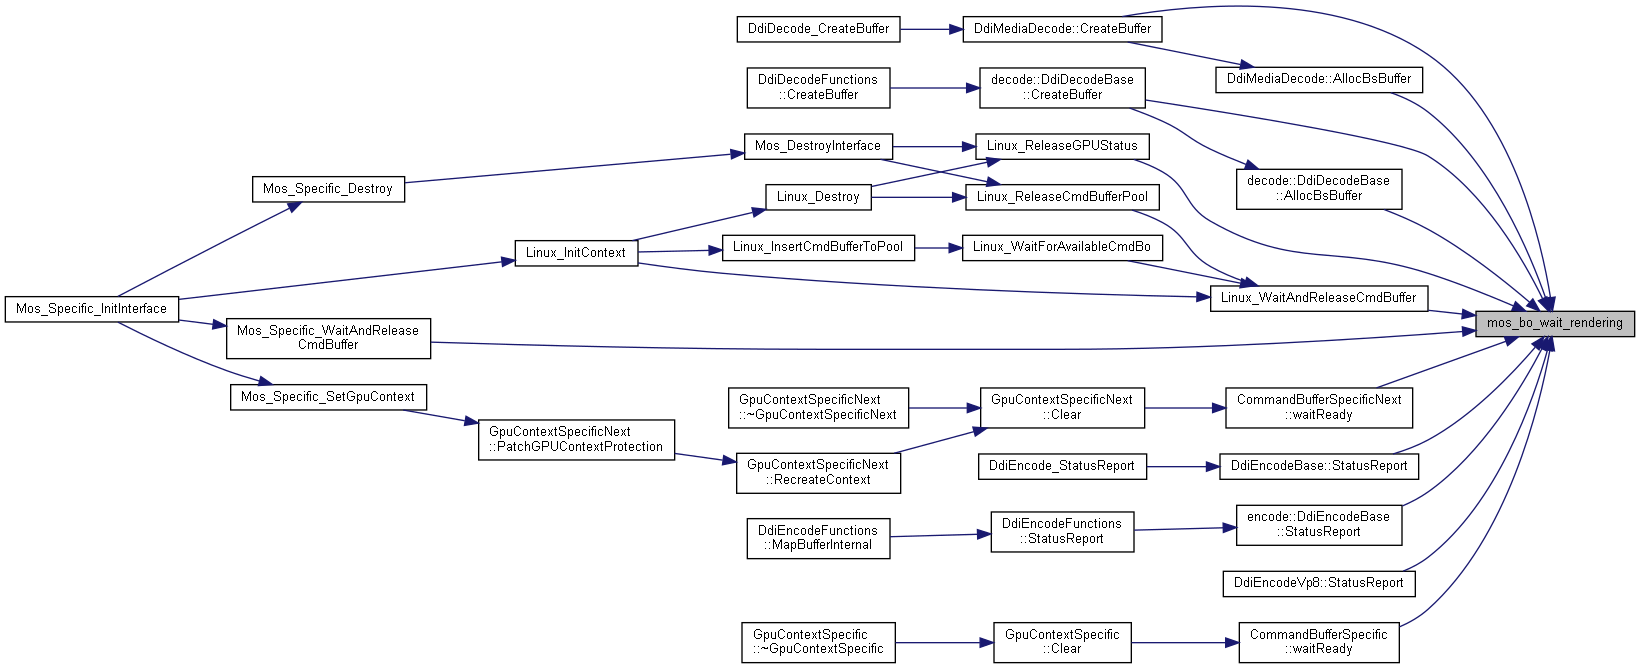 DdiDecode_CreateBuffer
DdiMediaDecode::CreateBuffer
DdiMediaDecode::AllocBsBuffer
DdiDecodeFunctions
::CreateBuffer
decode::DdiDecodeBase
::CreateBuffer
decode::DdiDecodeBase
::AllocBsBuffer
Mos_DestroyInterface
Linux_ReleaseGPUStatus
Mos_Specific_Destroy
Linux_Destroy
Linux_ReleaseCmdBufferPool
Linux_InitContext
Linux_InsertCmdBufferToPool
Linux_WaitForAvailableCmdBo
Linux_WaitAndReleaseCmdBuffer
Mos_Specific_InitInterface
mos_bo_wait_rendering
Mos_Specific_WaitAndRelease
CmdBuffer
Mos_Specific_SetGpuContext
GpuContextSpecificNext
::PatchGPUContextProtection
GpuContextSpecificNext
::~GpuContextSpecificNext
GpuContextSpecificNext
::Clear
CommandBufferSpecificNext
::waitReady
GpuContextSpecificNext
::RecreateContext
DdiEncode_StatusReport
DdiEncodeBase::StatusReport
DdiEncodeFunctions
::MapBufferInternal
DdiEncodeFunctions
::StatusReport
encode::DdiEncodeBase
::StatusReport
DdiEncodeVp8::StatusReport
GpuContextSpecific
::~GpuContextSpecific
GpuContextSpecific
::Clear
CommandBufferSpecific
::waitReady